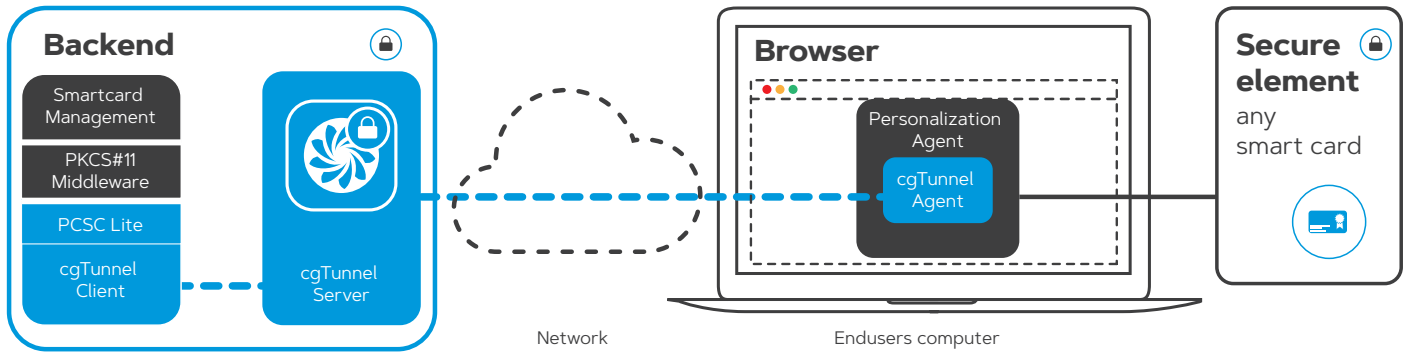 Backend
Smartcard
Management
PKCS#11
Middleware
PCSC Lite
cgTunnel
Client
cgTunnel
Server
Network
Browser
Personalization
Agent
cgTunnel
Agent
Endusers computer
Secure
element
any
smart card